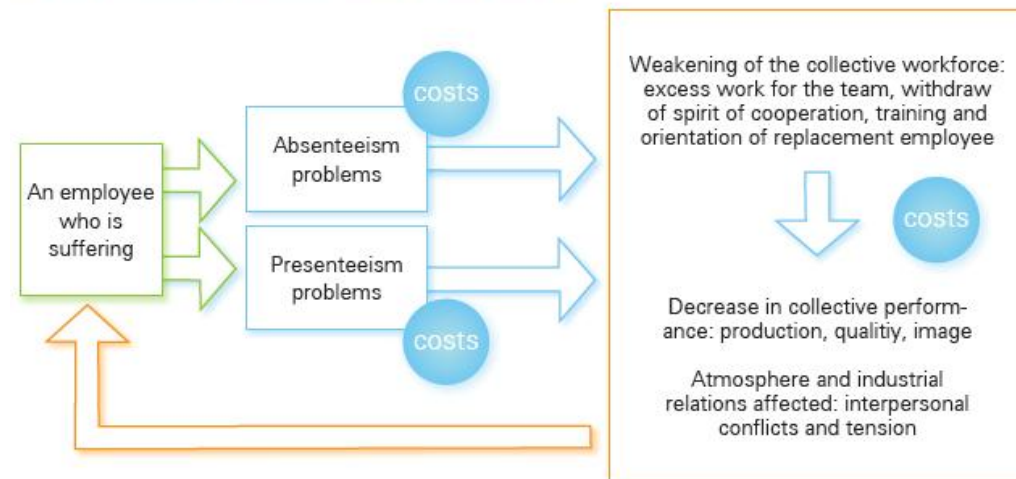 An employee
who is
suffering
costs
Absenteeism
problems
Presenteeism
problems
costs
Weakening of the collective workforce:
excess work for the team, withdraw
of spirit of cooperation, training and
orientation of replacement employee
costs
Decrease in collective perform-
ance: production, qualitiy, image
Atmosphere and industrial
relations affected: interpersonal
conflicts and tension